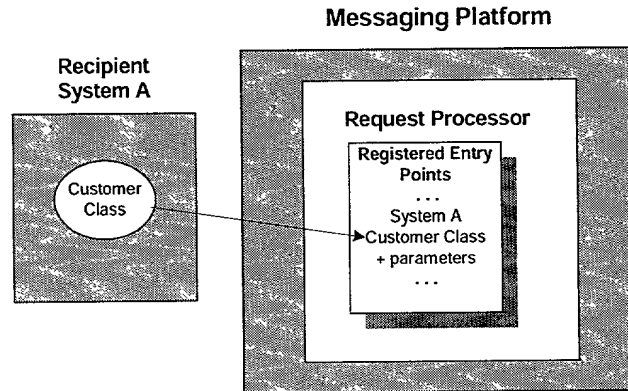 Messaging Platform
Recipient
System A
Customer
Class
Request Processor
Registered Entry
Points
. . .
System A
Customer Class
+ parameters
. . .